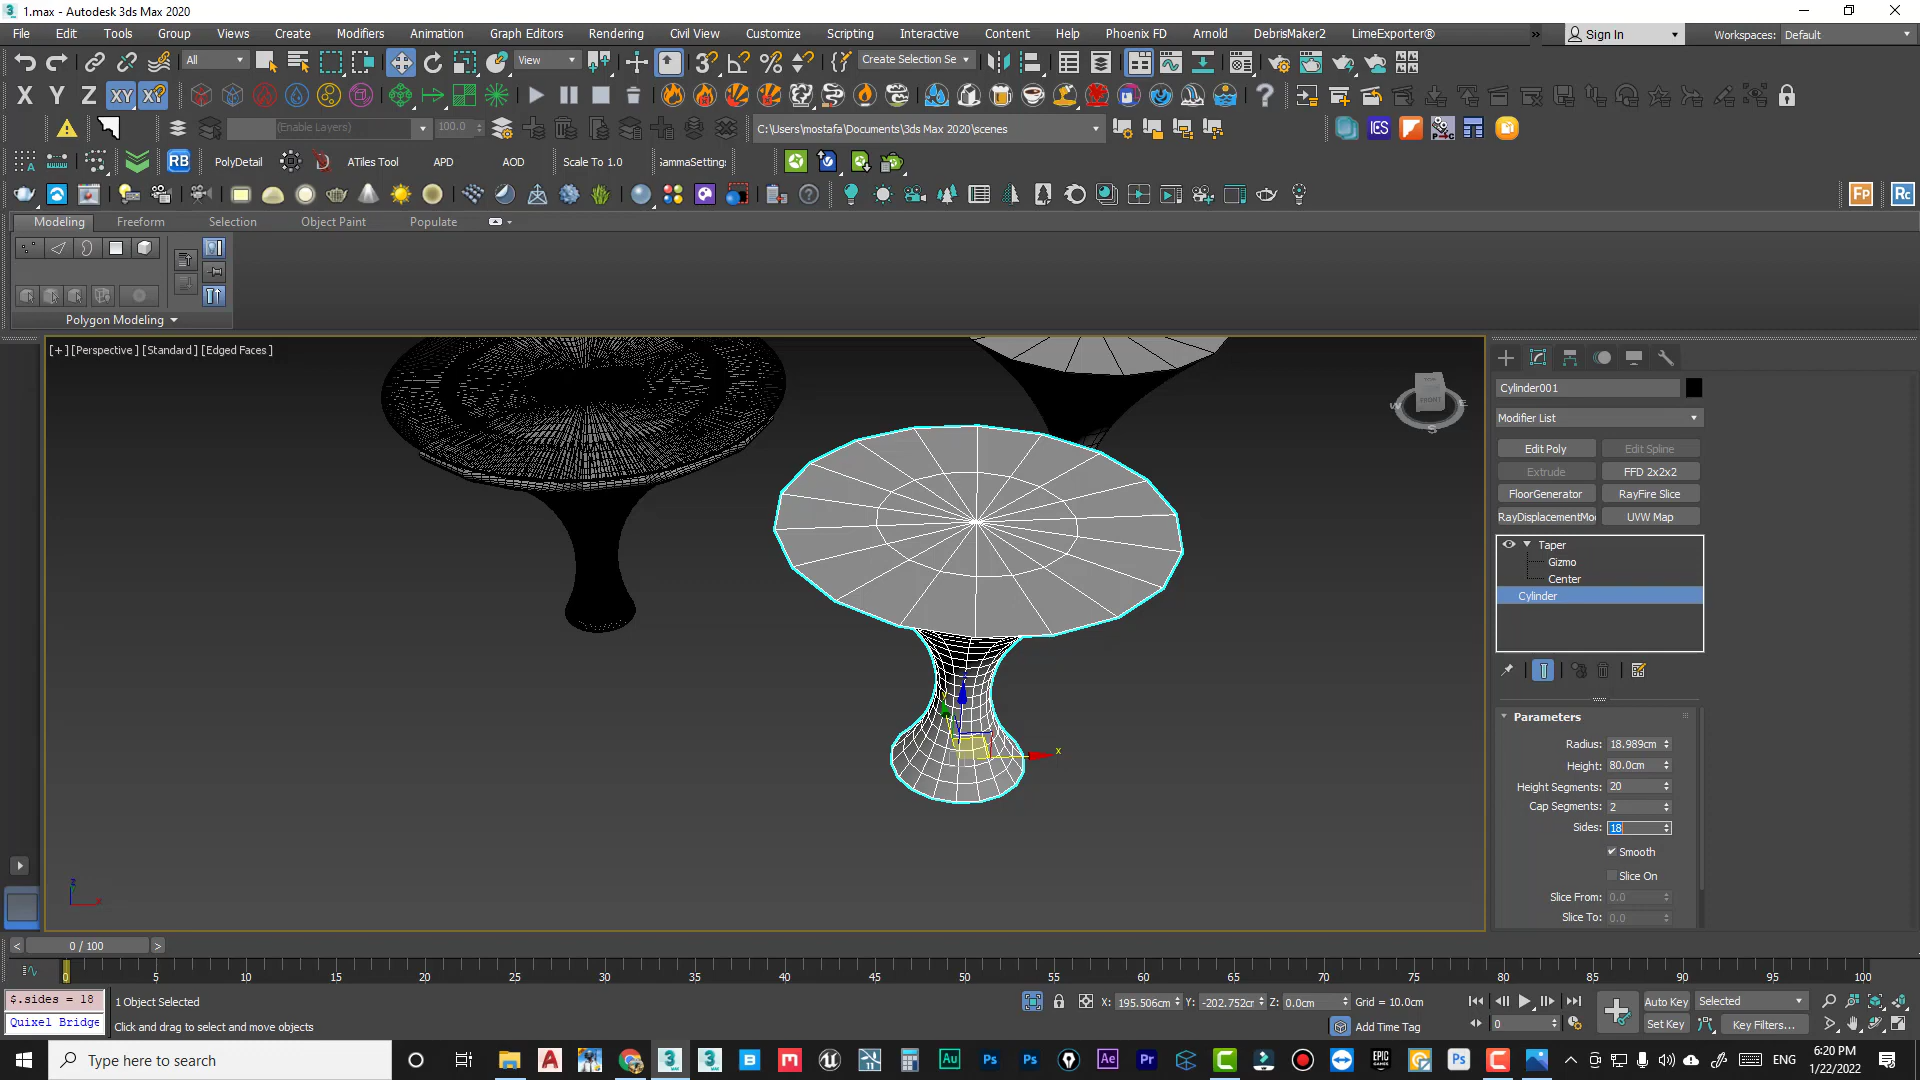 1.max - Autodesk 3ds Max 2020
File Edit Tools Group Views Create Modifiers Animation Graph Editors Rendering Civil View Customize Scripting Interactive Content Help Phoenix FD Arnold DebrisMaker2 LimeExporter® » Sign In Workspaces: Default
All View Create Selection Se
X Y Z XY XY
(Enable Layers) 100.0 C:\Users\mostafa\Documents\3ds Max 2020\scenes IES
RB PolyDetail ATiles Tool APD AOD Scale To 1.0 GammaSetting:
Fp Rc
Modeling Freeform Selection Object Paint Populate
Polygon Modeling
[+] [Perspective] [Standard] [Edged Faces]
FRONT
W E
S
Cylinder001
Modifier List
Edit Poly Edit Spline
Extrude FFD 2x2x2
FloorGenerator RayFire Slice
RayDisplacementMo UVW Map
Taper
Gizmo
Center
Cylinder
Parameters
Radius: 18.989cm
Height: 80.0cm
Height Segments: 20
Cap Segments: 2
Sides: 18
Smooth
Slice On
Slice From: 0.0
Slice To: 0.0
x
z
x
< 0 / 100 >
0 5 10 15 20 25 30 35 40 45 50 55 60 65 70 75 80 85 90 95 100
$.sides = 18 1 Object Selected X: 195.506cm Y: -202.752cm Z: 0.0cm Grid = 10.0cm Auto Key Selected
Quixel Bridge Click and drag to select and move objects Add Time Tag 0 Set Key Key Filters...
Type here to search
ENG
6:20 PM
1/22/2022